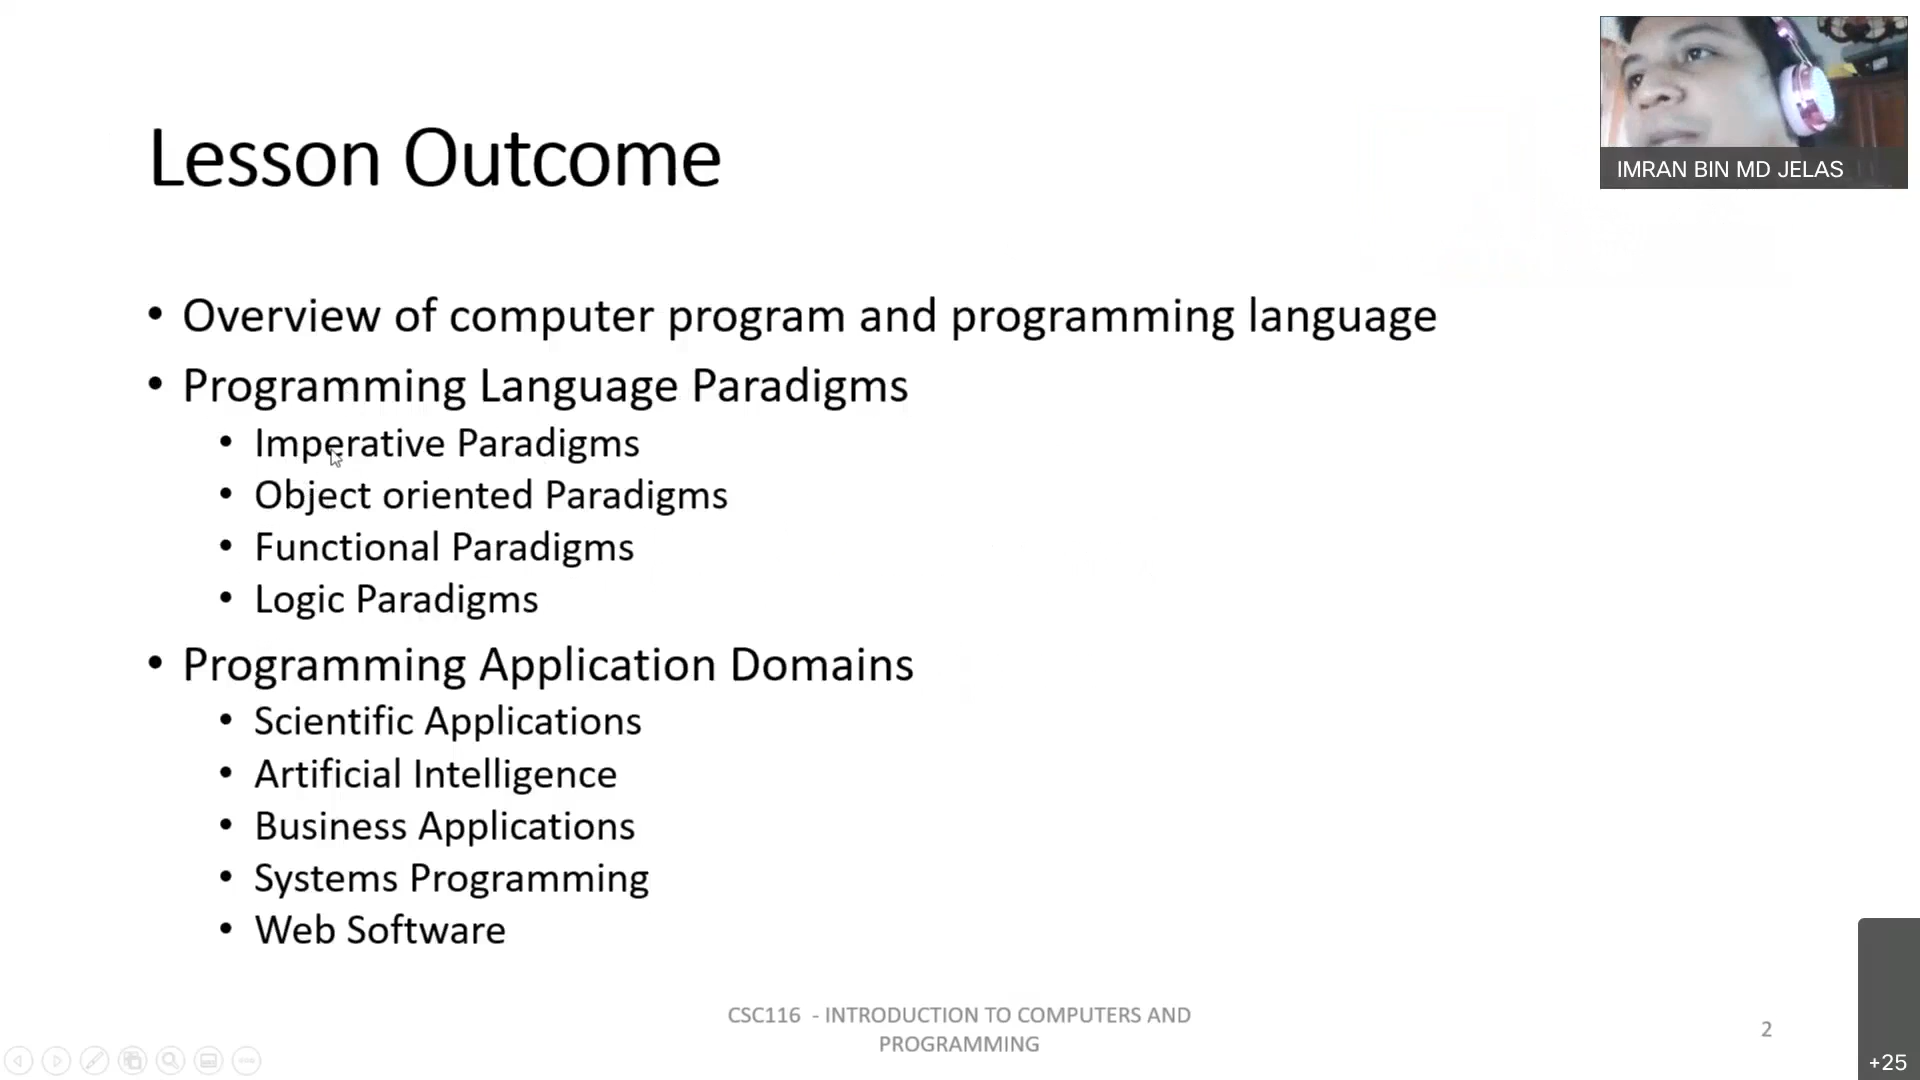 Lesson Outcome
IMRAN BIN MD JELAS
• Overview of computer program and programming language
• Programming Language Paradigms
• Imperative Paradigms
• Object oriented Paradigms
• Functional Paradigms
• Logic Paradigms
• Programming Application Domains
• Scientific Applications
• Artificial Intelligence
• Business Applications
• Systems Programming
• Web Software
CSC116 - INTRODUCTION TO COMPUTERS AND
PROGRAMMING
2
+25